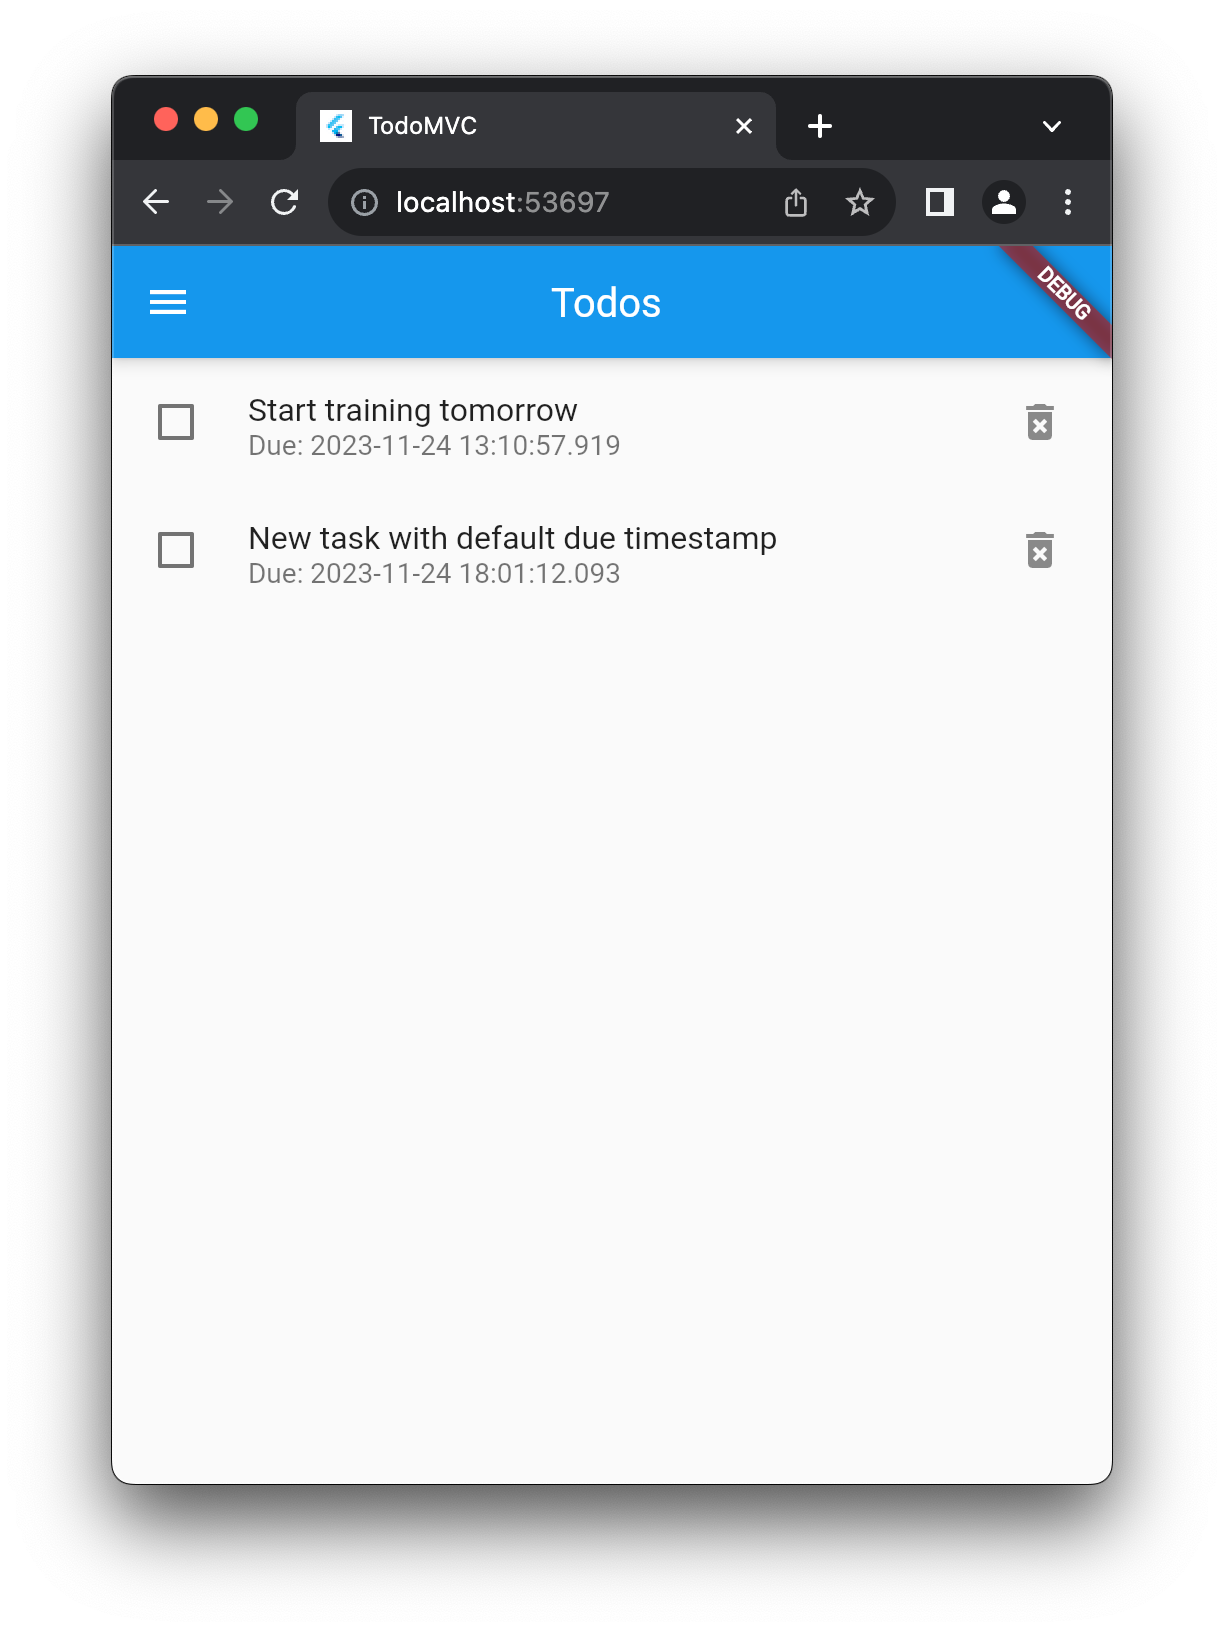 TodoMVC
localhost:53697
Todos
DEBUG
Start training tomorrow
Due: 2023-11-24 13:10:57.919
New task with default due timestamp
Due: 2023-11-24 18:01:12.093